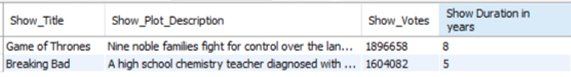 Show_Title Show_Plot_Description Show_Votes Show Duration in years
Game of Thrones Nine noble families fight for control over the lan... 1896658 8
Breaking Bad A high school chemistry teacher diagnosed with ... 1604082 5